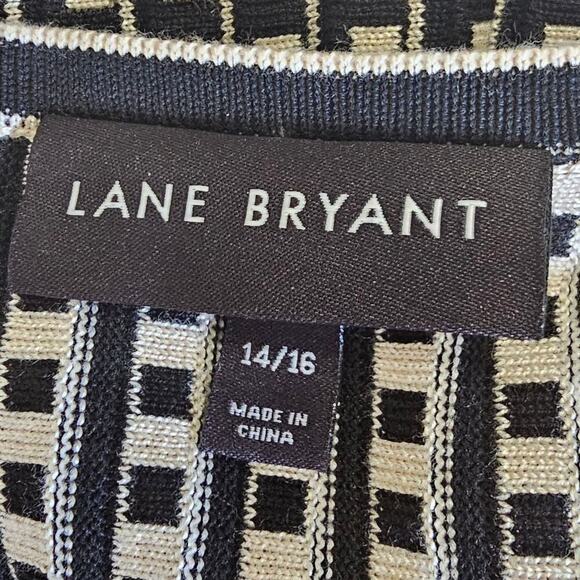 LANE BRYANT
14/16
MADE IN
CHINA